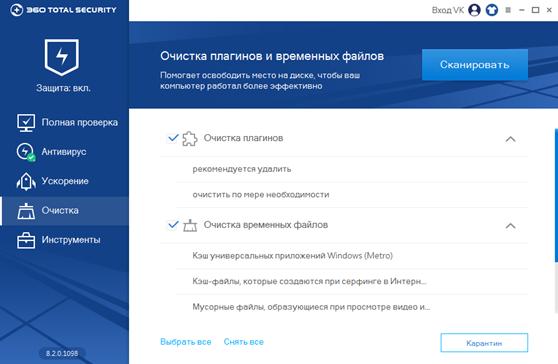 360 TOTAL SECURITY
Вход VK
Защита: вкл.
Полная проверка
Антивирус
Ускорение
Очистка
Инструменты
8.2.0.1098
Очистка плагинов и временных файлов
Помогает освободить место на диске, чтобы ваш
компьютер работал более эффективно
Сканировать
Очистка плагинов
рекомендуется удалить
очистить по мере необходимости
Очистка временных файлов
Кэш универсальных приложений Windows (Metro)
Кэш-файлы, которые создаются при серфинге в Интерн...
Мусорные файлы, образующиеся при просмотре видео и...
Выбрать все
Снять все
Карантин